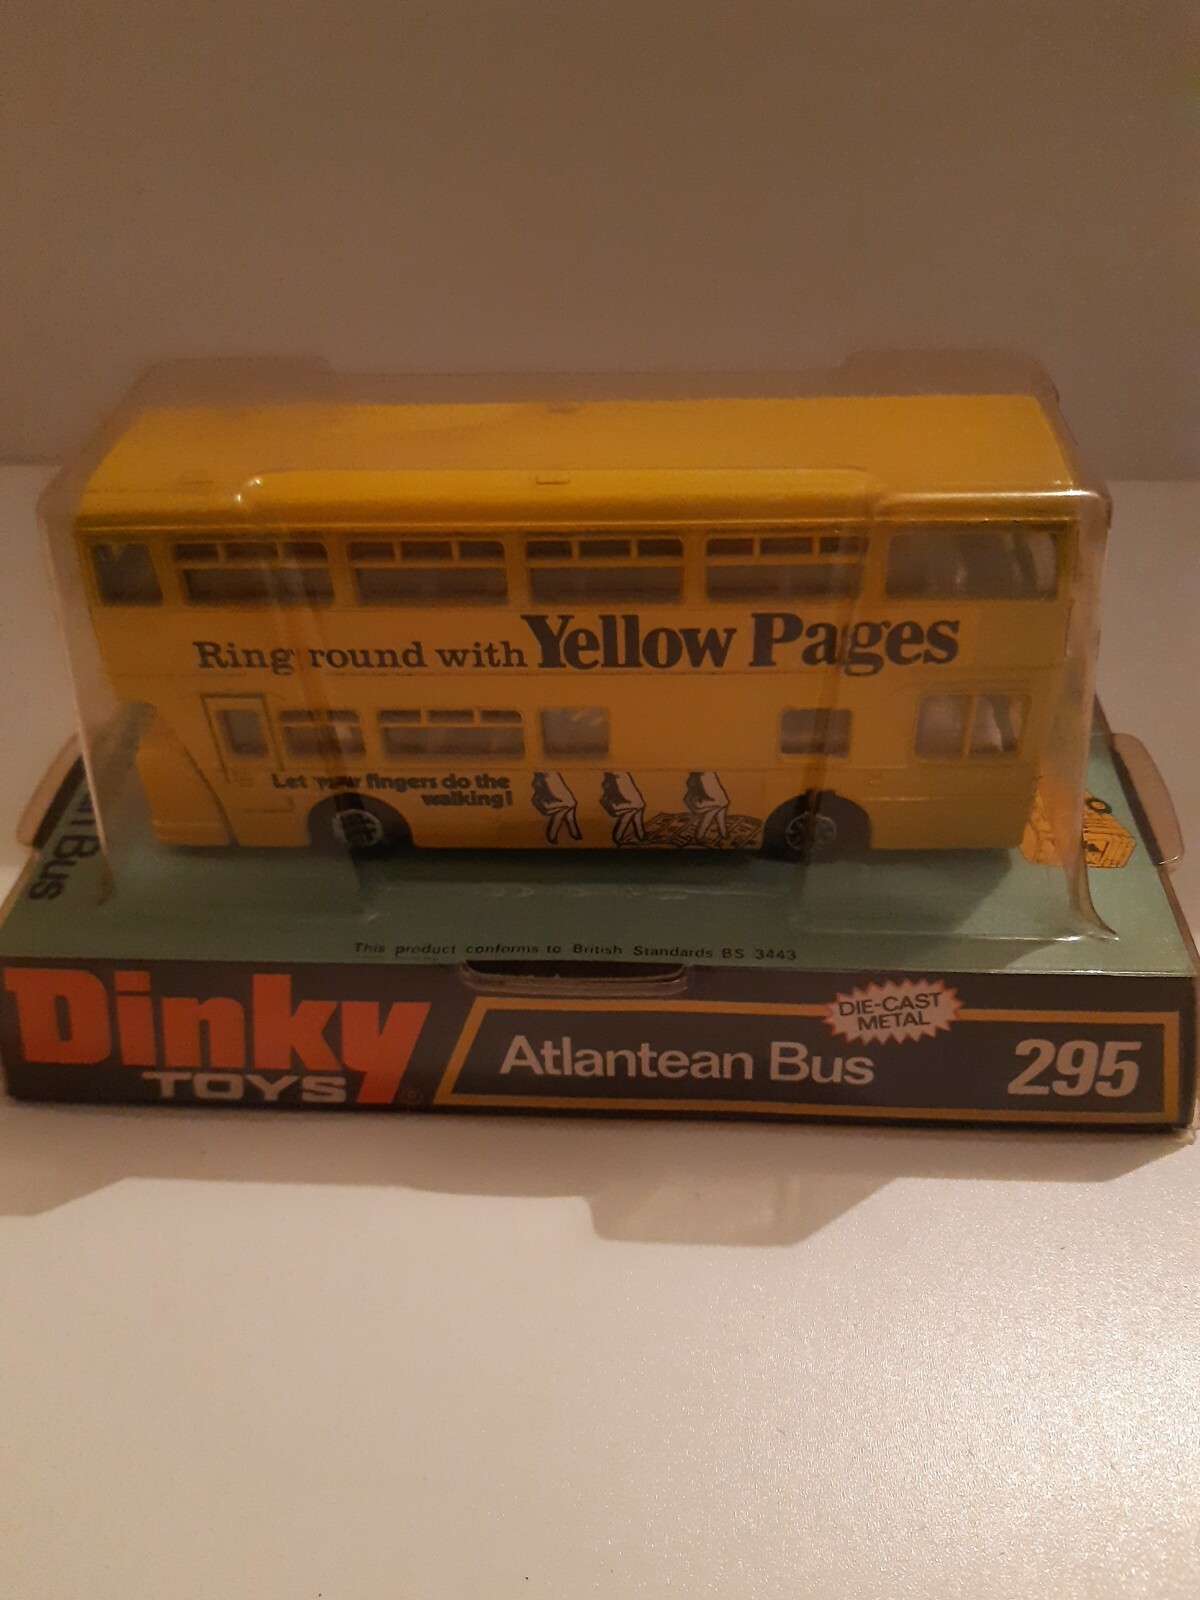 Ring round with Yellow Pages
Let your fingers do the
walking!
Bus
This product conforms to British Standards BS 3443
Dinky
TOYS®
Atlantean Bus
DIE-CAST
METAL
295